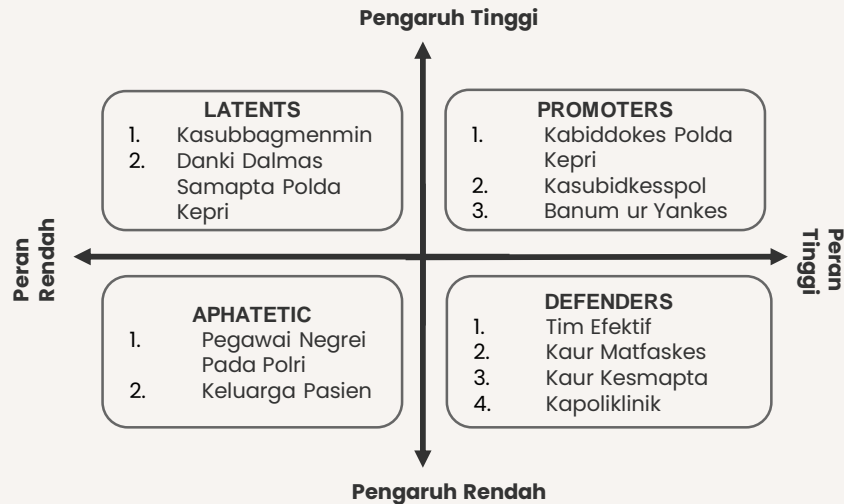 Pengaruh Tinggi
LATENTS
1. Kasubbagmenmin
2. Danki Dalmas
Samapta Polda
Kepri
PROMOTERS
1. Kabiddokes Polda
Kepri
2. Kasubidkesspol
3. Banum ur Yankes
Peran
Rendah
Peran
Tinggi
APHATETIC
1. Pegawai Negrei
Pada Polri
2. Keluarga Pasien
DEFENDERS
1. Tim Efektif
2. Kaur Matfaskes
3. Kaur Kesmapta
4. Kapoliklinik
Pengaruh Rendah